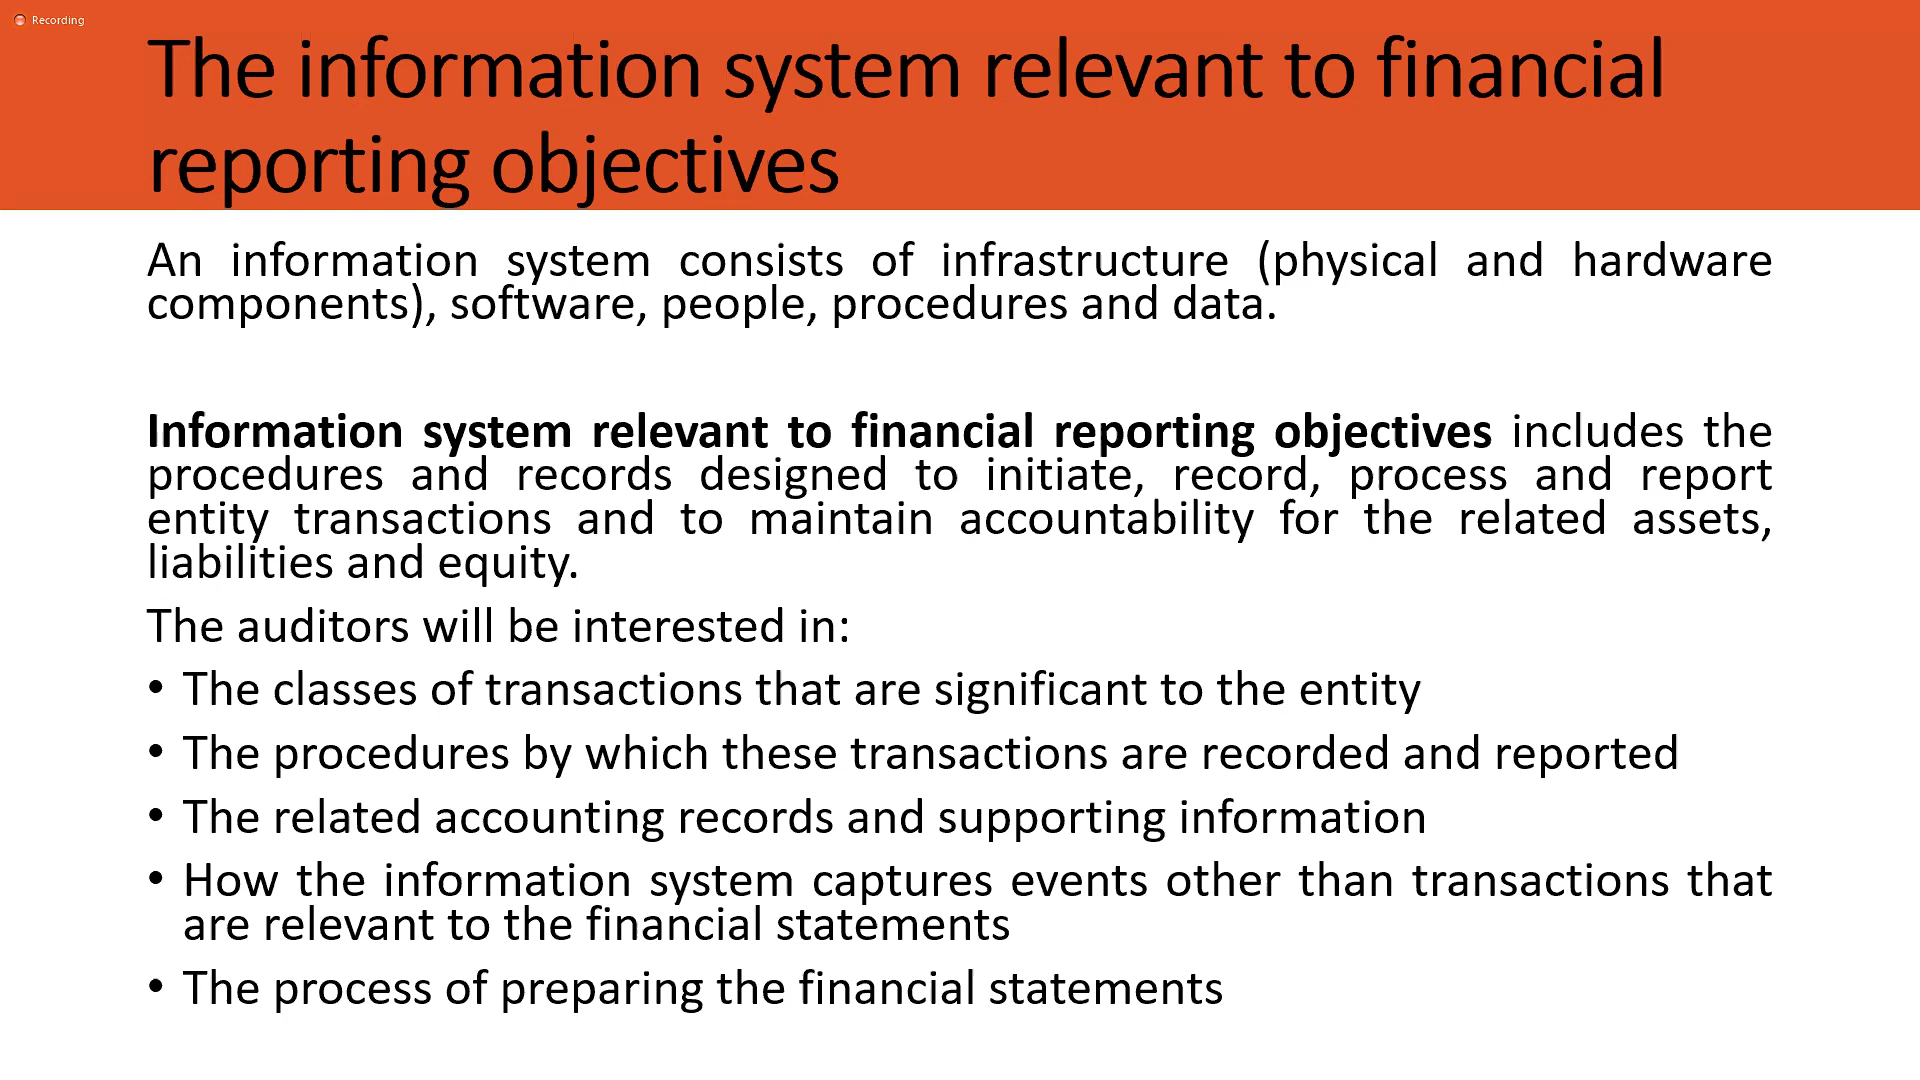 Recording
The information system relevant to financial
reporting objectives
An information system consists of infrastructure (physical and hardware
components), software, people, procedures and data.
Information system relevant to financial reporting objectives includes the
procedures and records designed to initiate, record, process and report
entity transactions and to maintain accountability for the related assets,
liabilities and equity.
The auditors will be interested in:
• The classes of transactions that are significant to the entity
• The procedures by which these transactions are recorded and reported
• The related accounting records and supporting information
• How the information system captures events other than transactions that
are relevant to the financial statements
• The process of preparing the financial statements